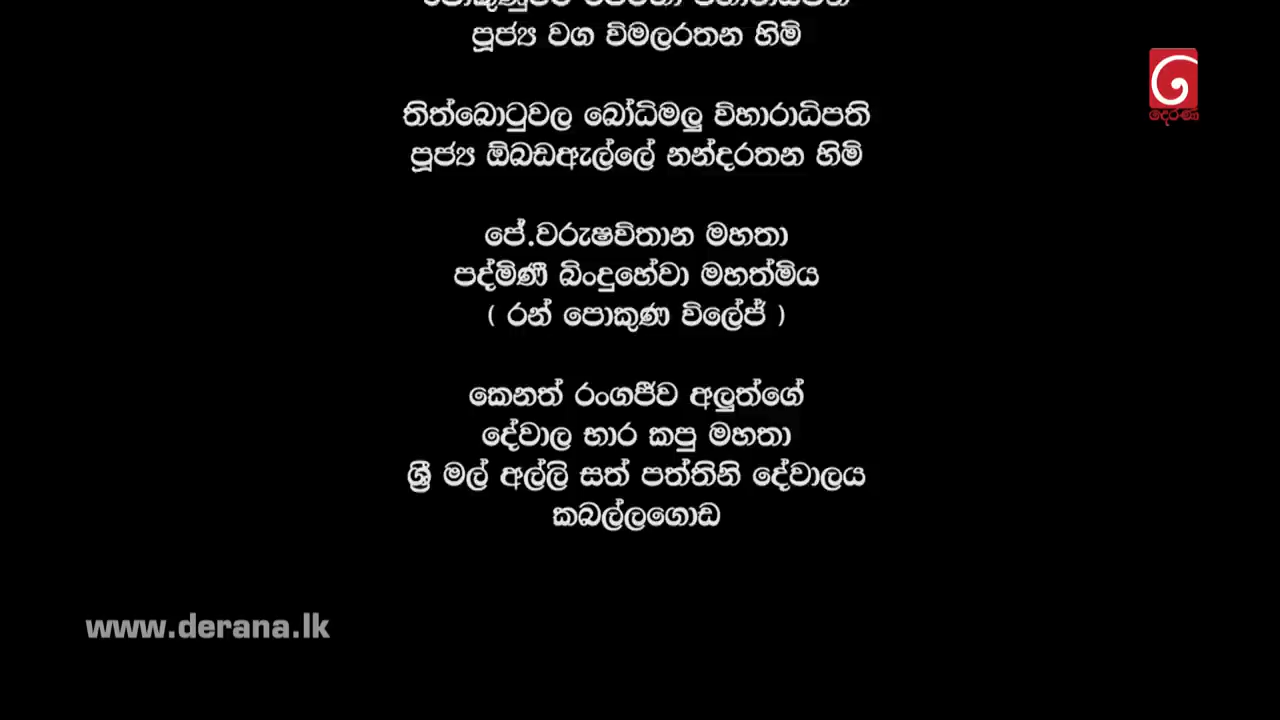 පූජ්‍ය වග විමලරතන හිමි
තිත්බොටුවල බෝධිමලු විහාරාධිපති
පූජ්‍ය ඕබඩඇල්ලේ නන්දරතන හිමි
පේ.වරුෂවිතාන මහතා
පද්මිණී බිංදුහේවා මහත්මිය
( රන් පොකුණ විලේජ් )
කෙනත් රංගජීව අලුත්ගේ
දේවාල භාර කපු මහතා
ශ්‍රී මල් අල්ලි සත් පත්තිනි දේවාලය
කබල්ලගොඩ
දෙරණ
www.derana.lk